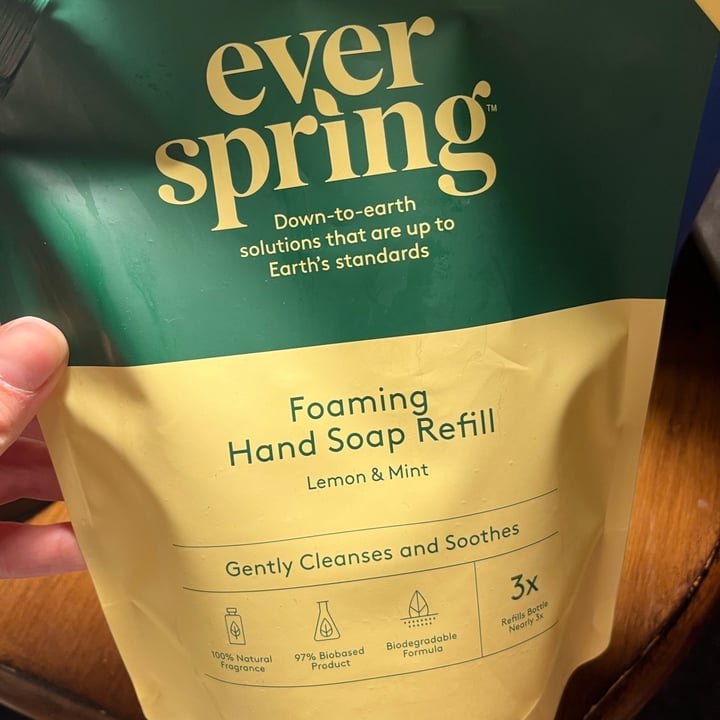 ever
spring™
Down-to-earth
solutions that are up to
Earth's standards
Foaming
Hand Soap Refill
Lemon & Mint
Gently Cleanses and Soothes
100% Natural
Fragrance
97% Biobased
Product
Biodegradable
Formula
3x
Refills Bottle
Nearly 3x